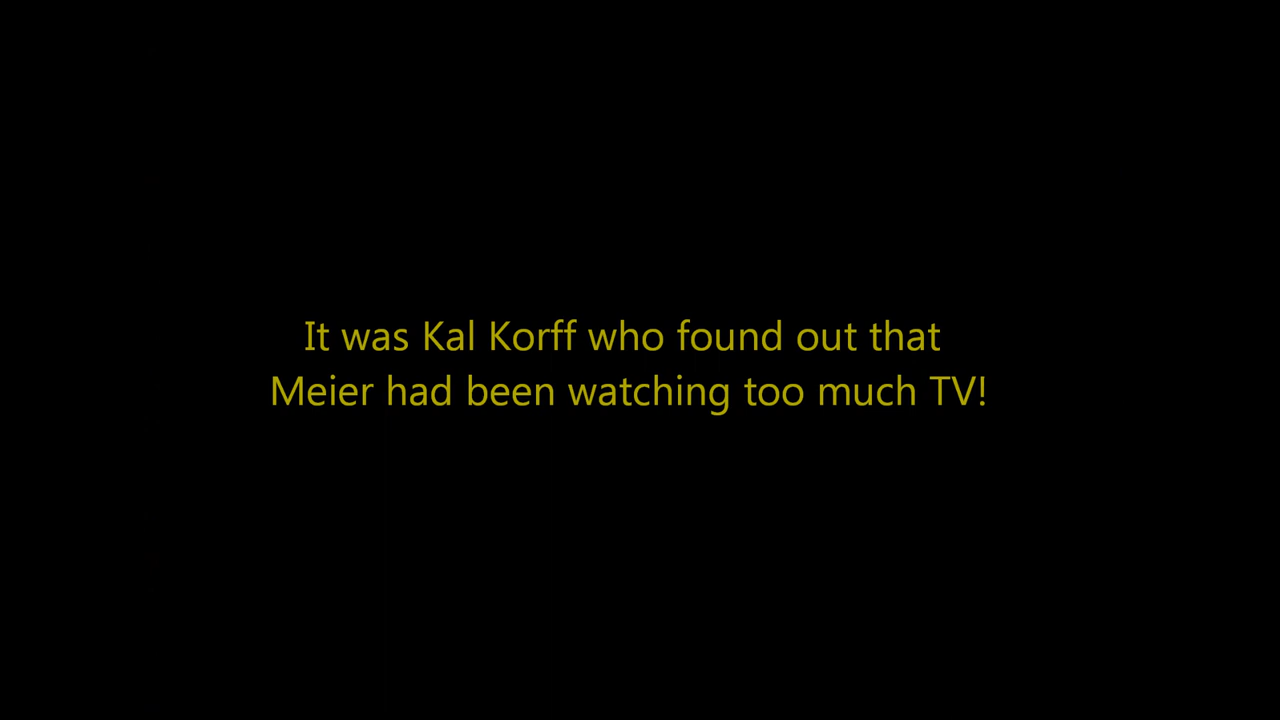 It was Kal Korff who found out that
Meier had been watching too much TV!